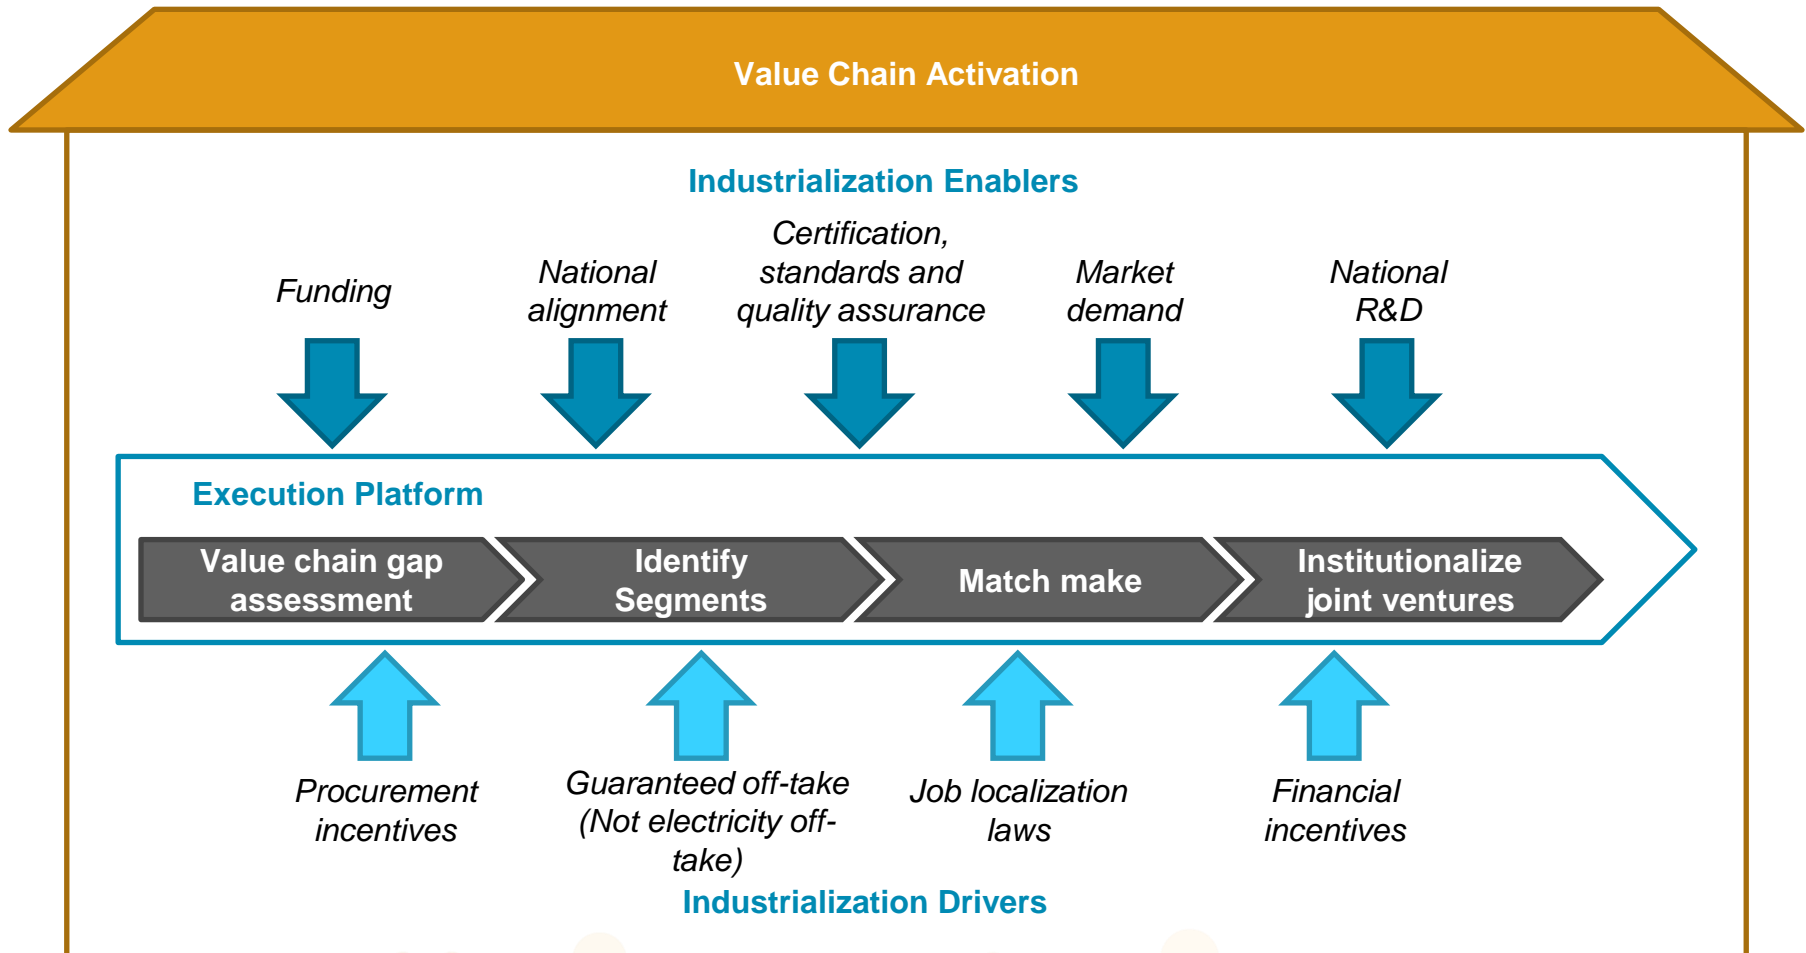 Value Chain Activation
Industrialization Enablers
Funding
National
alignment
Certification,
standards and
quality assurance
Market
demand
National
R&D
Execution Platform
Value chain gap
assessment
Identify
Segments
Match make
Institutionalize
joint ventures
Procurement
incentives
Guaranteed off-take
(Not electricity off-
take)
Job localization
laws
Financial
incentives
Industrialization Drivers